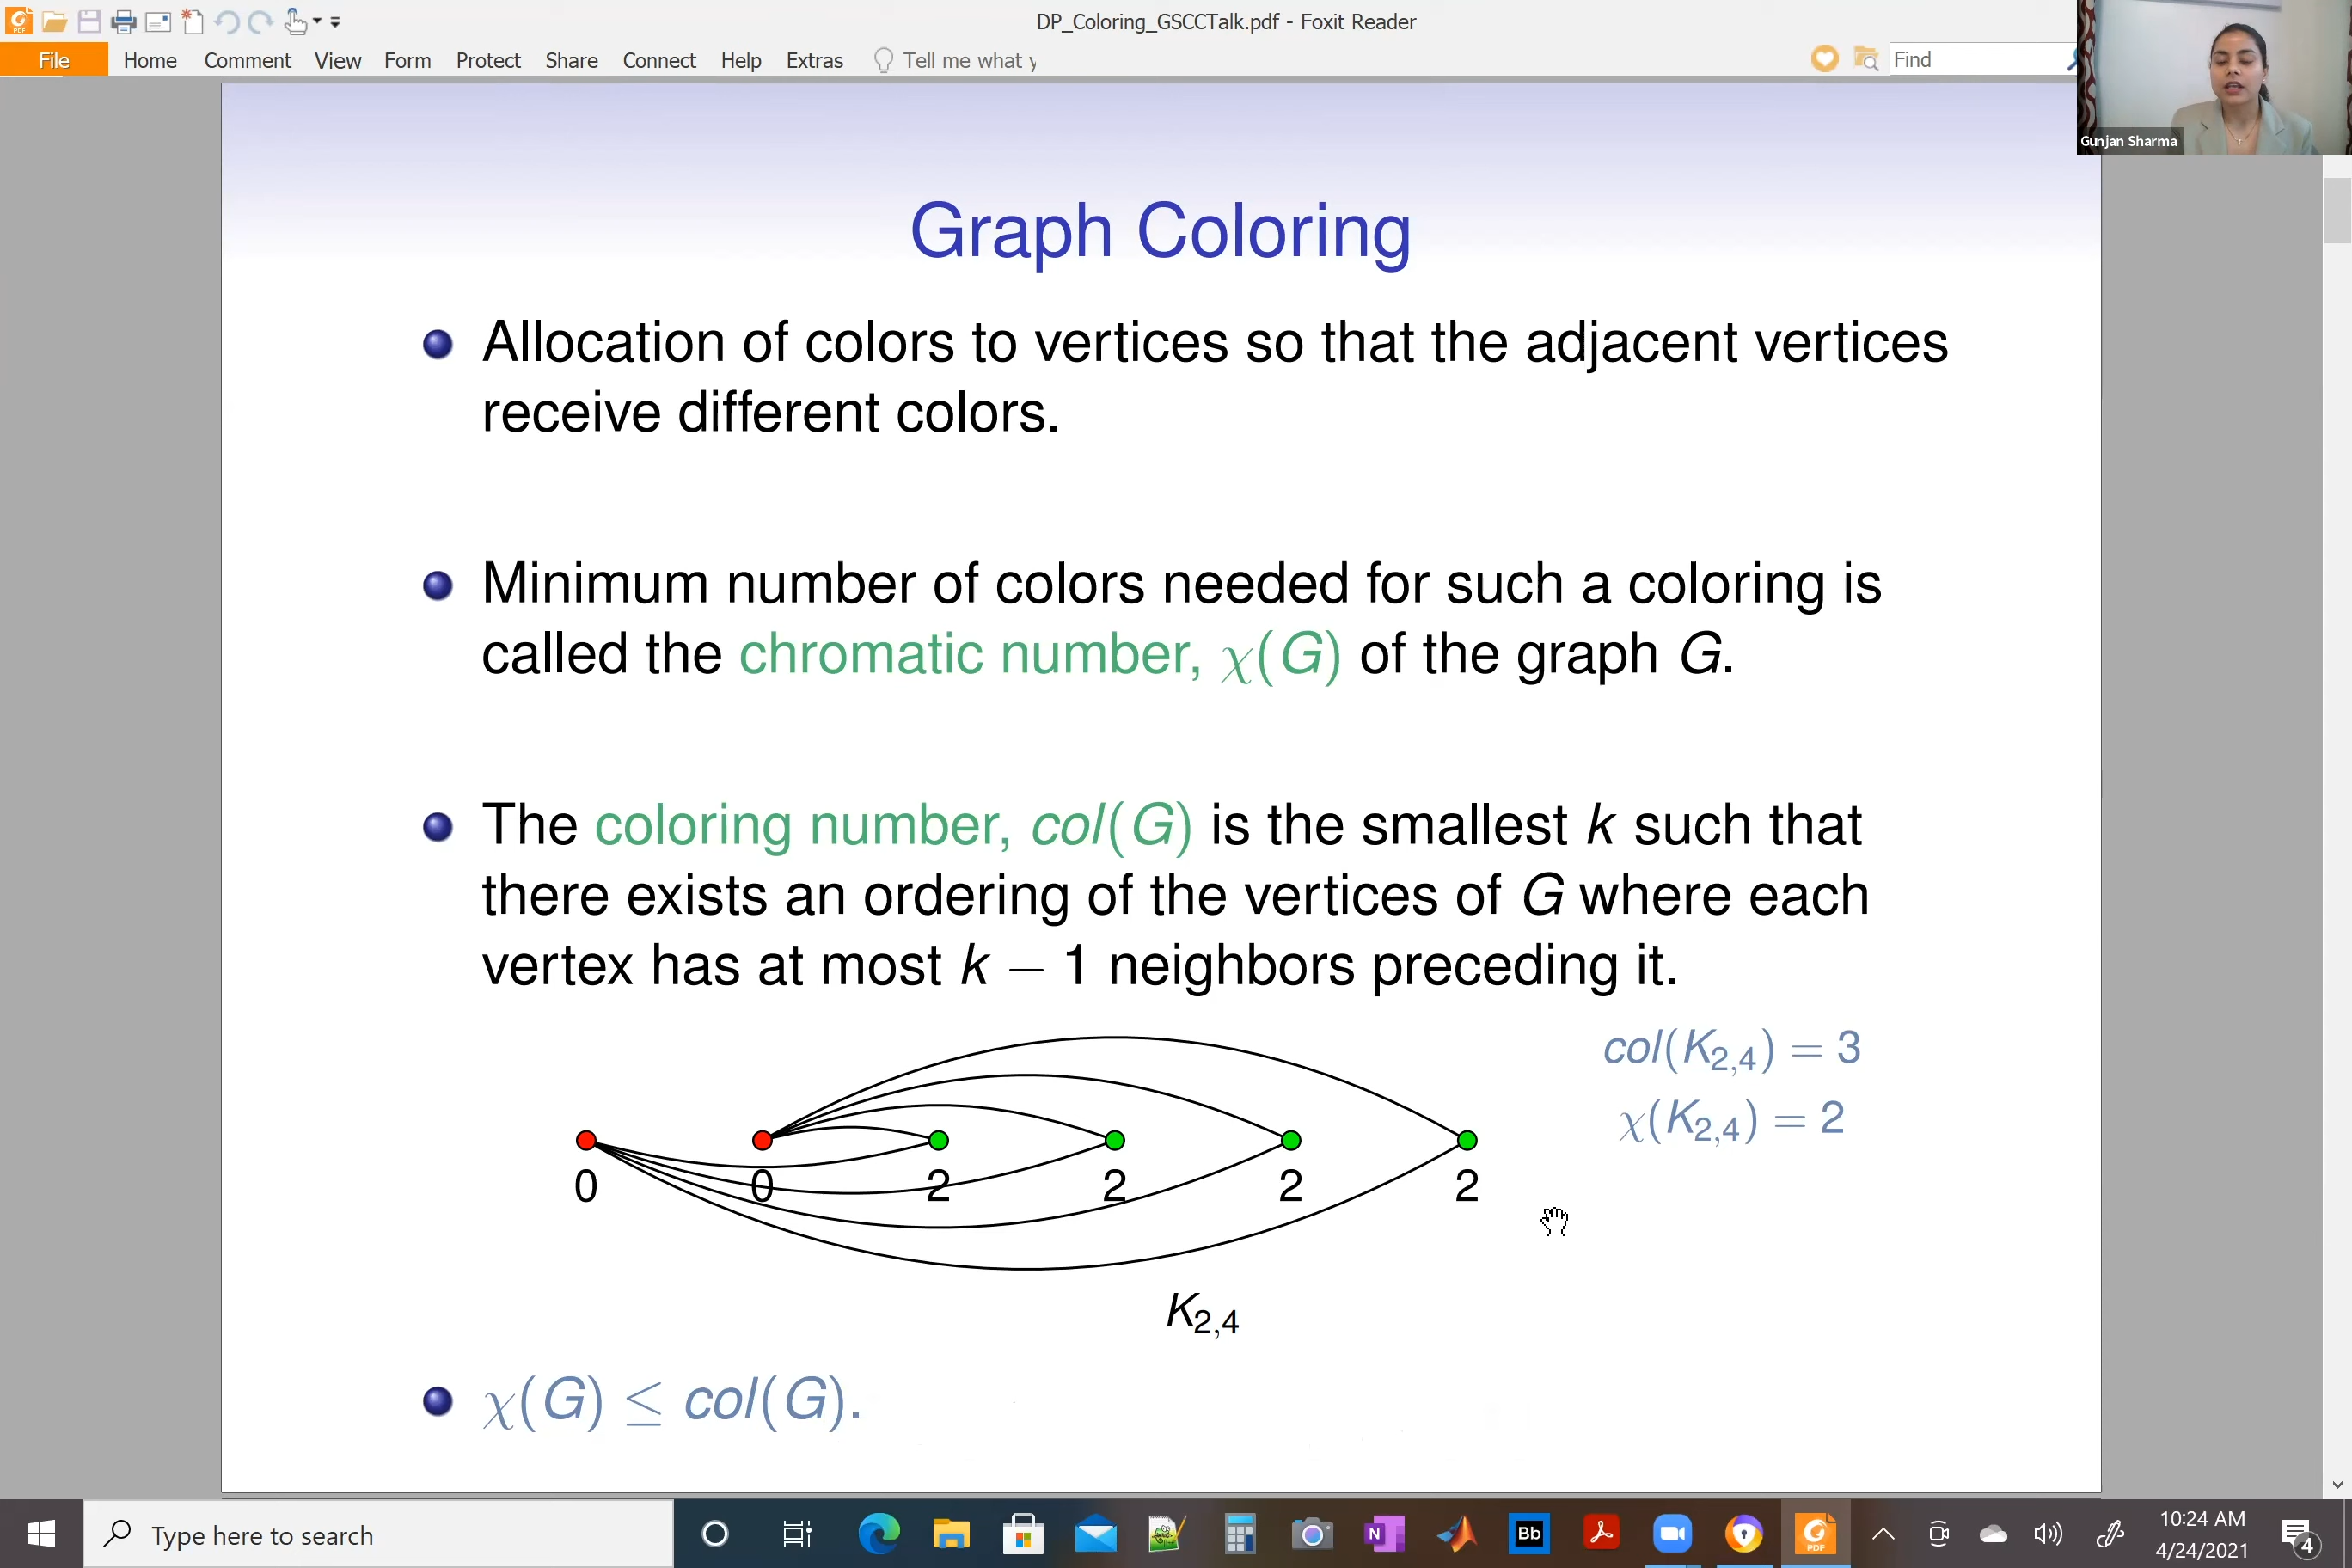 DP_Coloring_GSCCTalk.pdf - Foxit Reader
File Home Comment View Form Protect Share Connect Help Extras Tell me what y Find
Gunjan Sharma
Graph Coloring
Allocation of colors to vertices so that the adjacent vertices
receive different colors.
Minimum number of colors needed for such a coloring is
called the chromatic number, χ(G) of the graph G.
The coloring number, col(G) is the smallest k such that
there exists an ordering of the vertices of G where each
vertex has at most k − 1 neighbors preceding it.
col(K2,4) = 3
χ(K2,4) = 2
0 0 2 2 2 2
K2,4
χ(G) ≤ col(G).
Type here to search
N
Bb
PDF
10:24 AM
4/24/2021
4